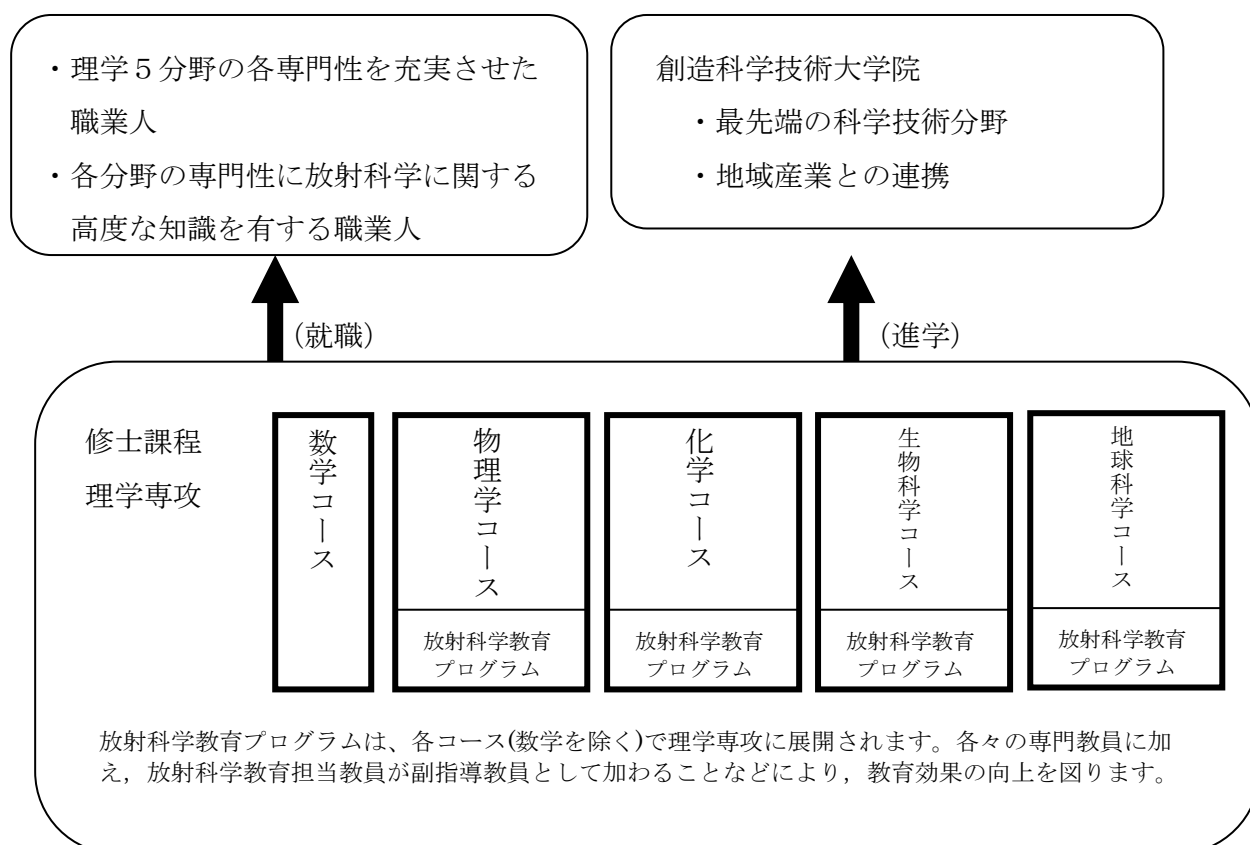 ・理学５分野の各専門性を充実させた
職業人
・各分野の専門性に放射科学に関する
高度な知識を有する職業人
創造科学技術大学院
・最先端の科学技術分野
・地域産業との連携
(就職)
(進学)
修士課程
理学専攻
数学コース
物理学コース
化学コース
生物科学コース
地球科学コース
放射科学教育
プログラム
放射科学教育
プログラム
放射科学教育
プログラム
放射科学教育
プログラム
放射科学教育プログラムは、各コース(数学を除く)で理学専攻に展開されます。各々の専門教員に加
え，放射科学教育担当教員が副指導教員として加わることなどにより，教育効果の向上を図ります。